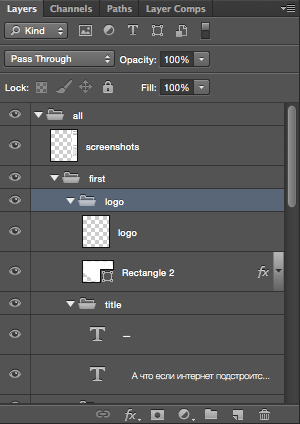 Layers Channels Paths Layer Comps
Kind
Pass Through Opacity: 100%
Lock: Fill: 100%
all
screenshots
first
logo
logo
Rectangle 2 fx
title
T –
T А что если интернет подстроитс...
fx